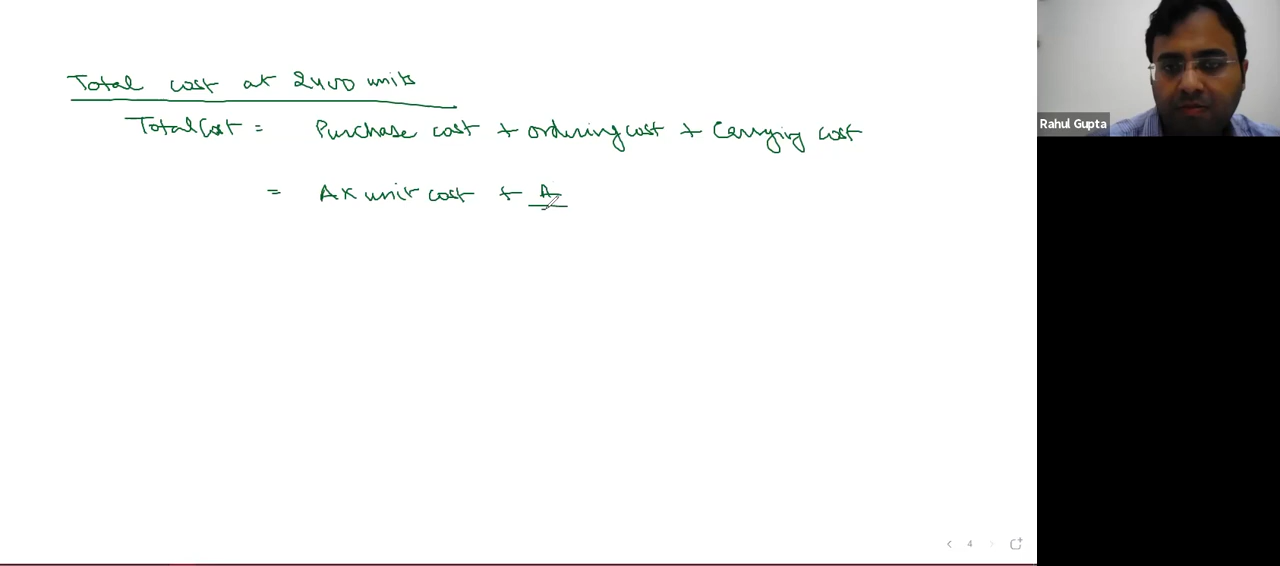 Total cost at 2400 units
Total Cost = Purchase cost + ordering cost + Carrying cost
= A x unit cost + A
Rahul Gupta
4